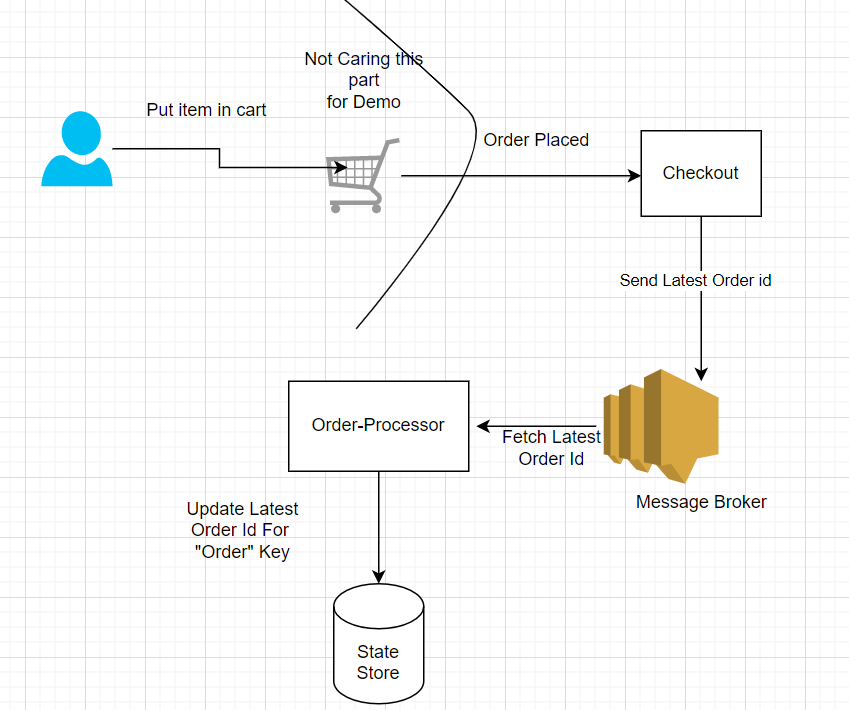 Not Caring this
part
for Demo
Put item in cart
Order Placed
Checkout
Send Latest Order id
Order-Processor
Fetch Latest
Order Id
Message Broker
Update Latest
Order Id For
"Order" Key
State
Store